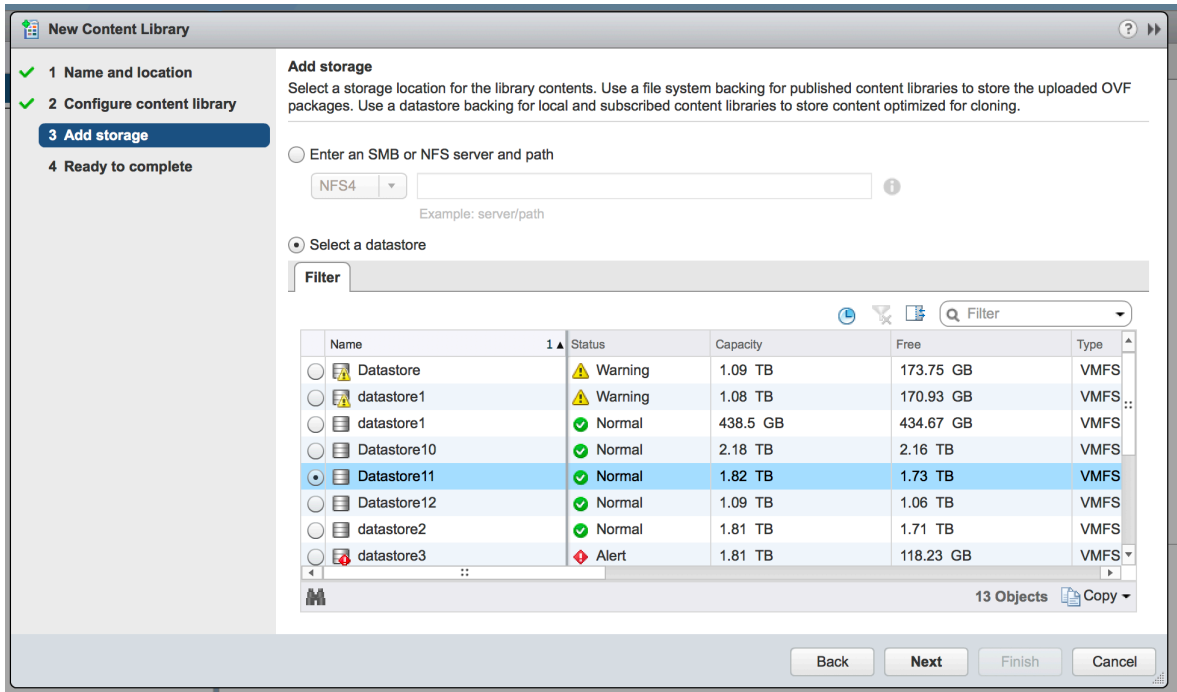 New Content Library
?
1 Name and location
2 Configure content library
3 Add storage
4 Ready to complete
Add storage
Select a storage location for the library contents. Use a file system backing for published content libraries to store the uploaded OVF
packages. Use a datastore backing for local and subscribed content libraries to store content optimized for cloning.
Enter an SMB or NFS server and path
NFS4
Example: server/path
Select a datastore
Filter
Filter
Name 1 Status Capacity Free Type
Datastore Warning 1.09 TB 173.75 GB VMFS
datastore1 Warning 1.08 TB 170.93 GB VMFS
datastore1 Normal 438.5 GB 434.67 GB VMFS
Datastore10 Normal 2.18 TB 2.16 TB VMFS
Datastore11 Normal 1.82 TB 1.73 TB VMFS
Datastore12 Normal 1.09 TB 1.06 TB VMFS
datastore2 Normal 1.81 TB 1.71 TB VMFS
datastore3 Alert 1.81 TB 118.23 GB VMFS
13 Objects Copy
Back Next Finish Cancel